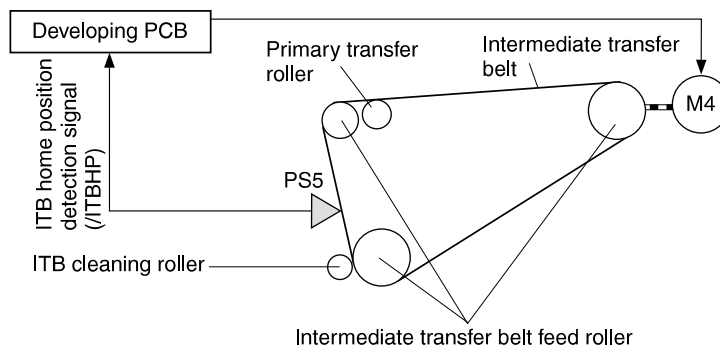 Developing PCB
Primary transfer
roller
Intermediate transfer
belt
M4
ITB home position
detection signal
(/ITBHP)
PS5
ITB cleaning roller
Intermediate transfer belt feed roller